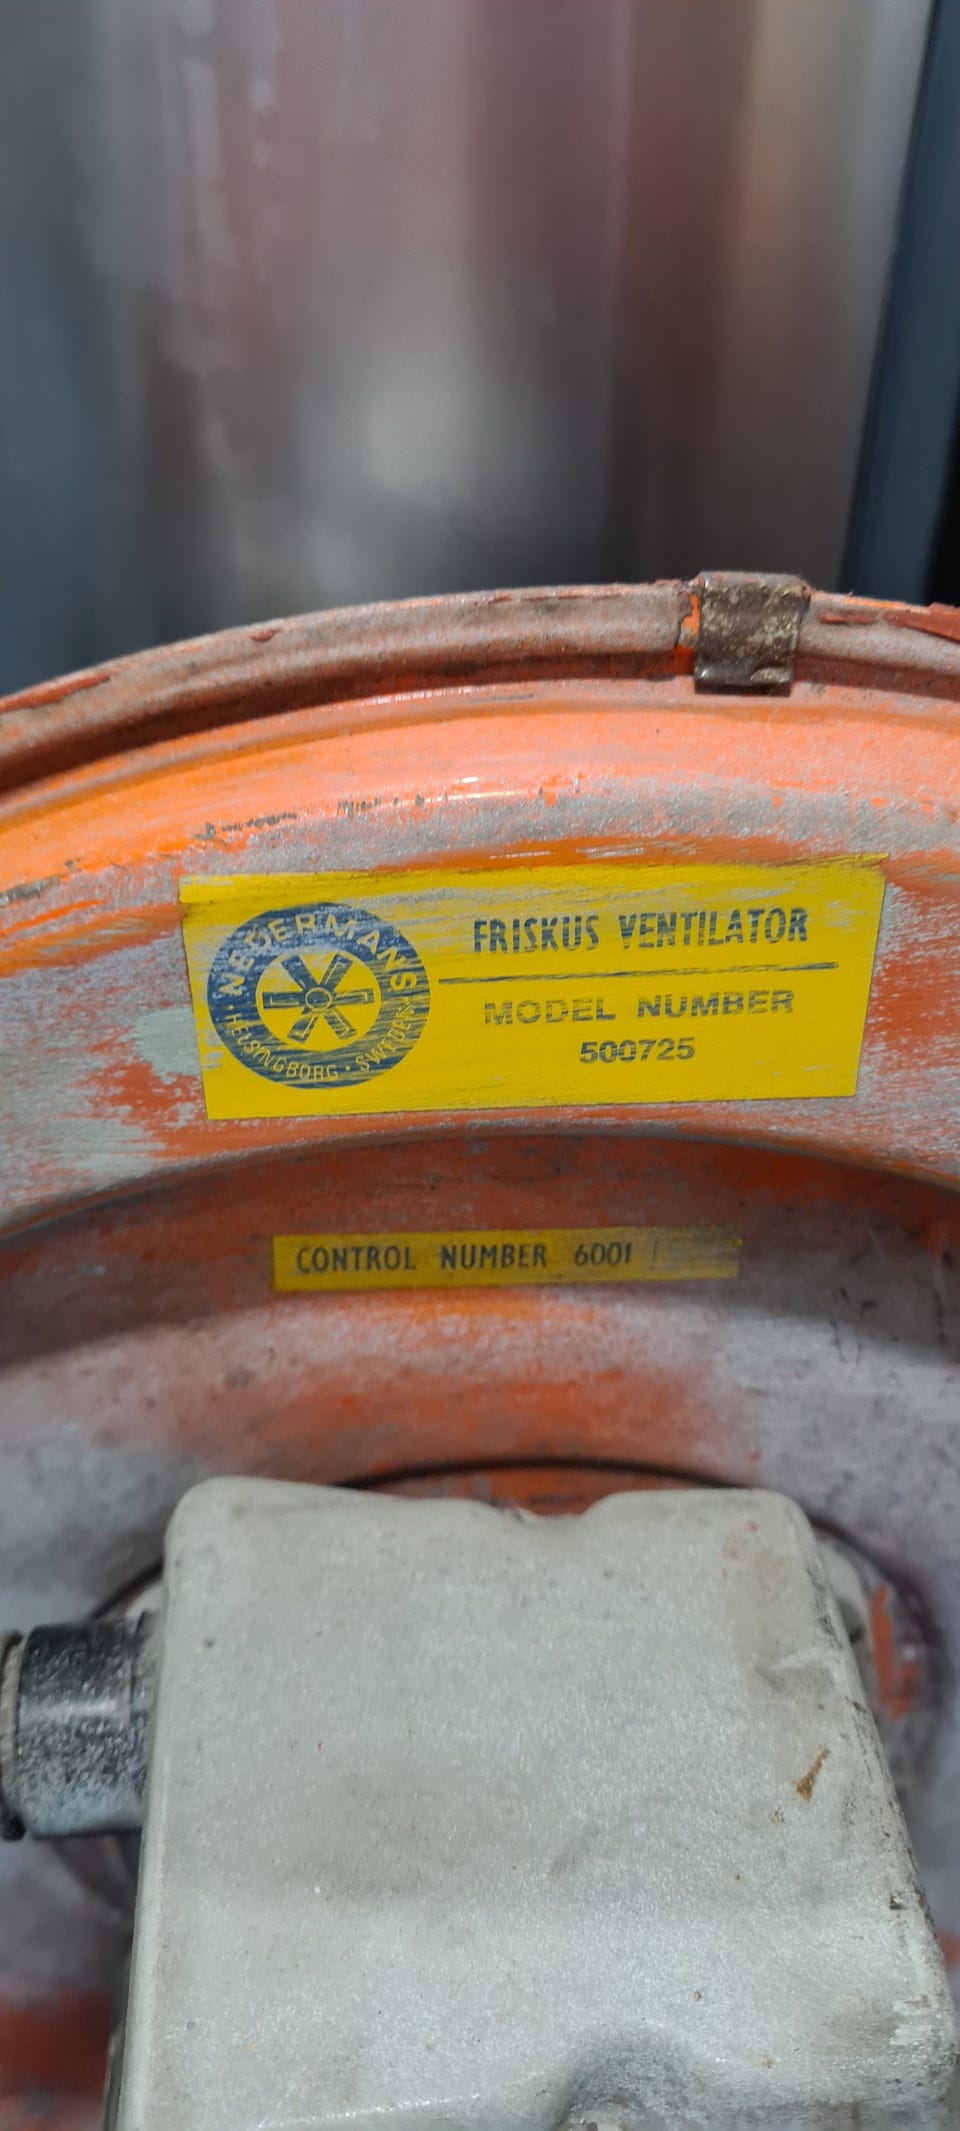 NEDERMANS
HELSINGBORG · SWEDEN
FRISKUS VENTILATOR
MODEL NUMBER
500725
CONTROL NUMBER 6001